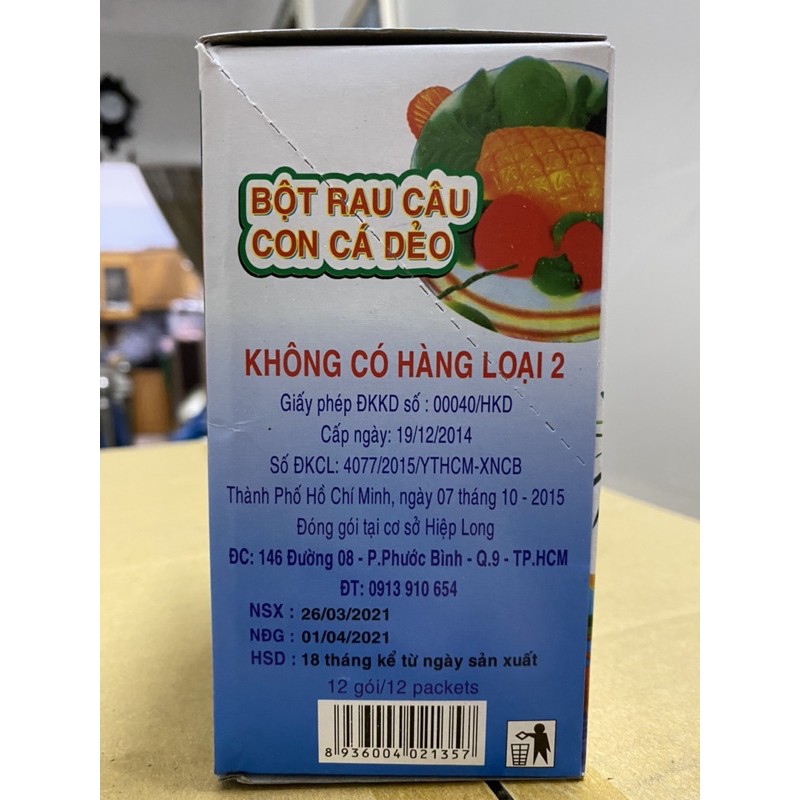 BỘT RAU CÂU
CON CÁ DẺO
KHÔNG CÓ HÀNG LOẠI 2
Giấy phép ĐKKD số : 00040/HKD
Cấp ngày: 19/12/2014
Số ĐKCL: 4077/2015/YTHCM-XNCB
Thành Phố Hồ Chí Minh, ngày 07 tháng 10 - 2015
Đóng gói tại cơ sở Hiệp Long
ĐC: 146 Đường 08 - P.Phước Bình - Q.9 - TP.HCM
ĐT: 0913 910 654
NSX : 26/03/2021
NĐG : 01/04/2021
HSD : 18 tháng kể từ ngày sản xuất
12 gói/12 packets
8 936004 021357